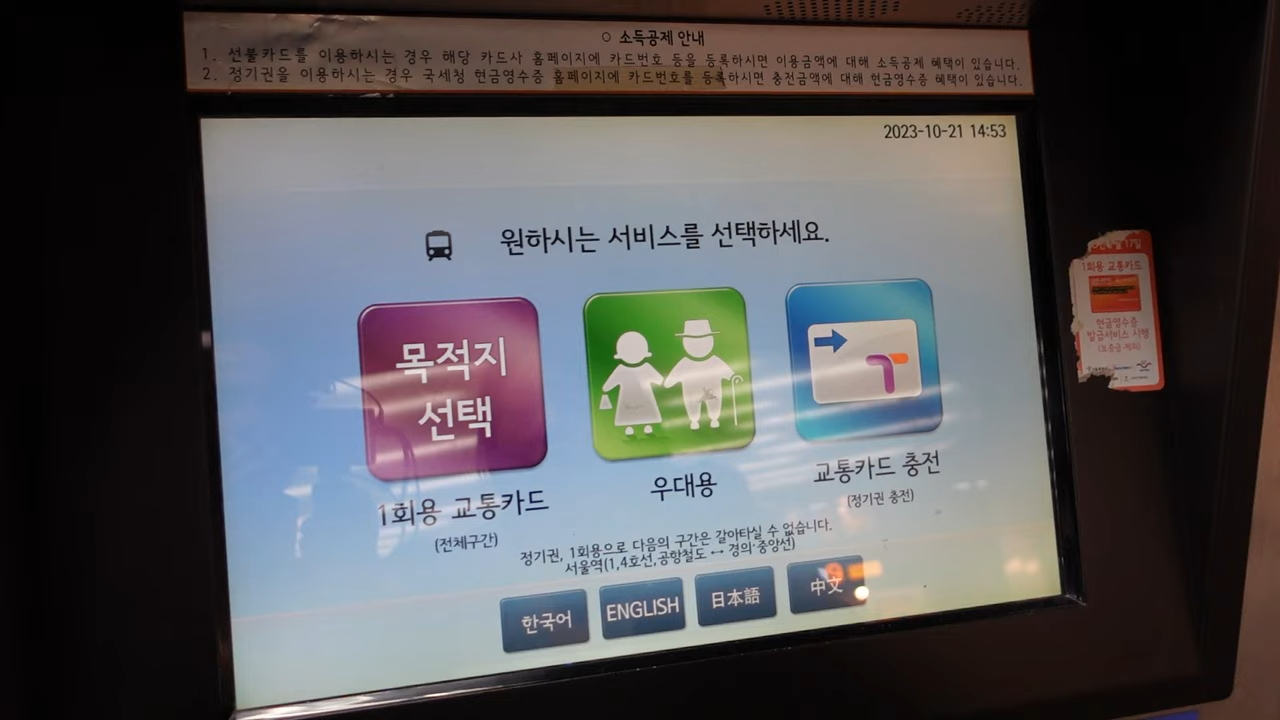 ○ 소득공제 안내
1. 선불카드를 이용하시는 경우 해당 카드사 홈페이지에 카드번호 등을 등록하시면 이용금액에 대해 소득공제 혜택이 있습니다.
2. 정기권을 이용하시는 경우 국세청 현금영수증 홈페이지에 카드번호를 등록하시면 충전금액에 대해 현금영수증 혜택이 있습니다.
2023-10-21 14:53
원하시는 서비스를 선택하세요.
목적지
선택
1회용 교통카드
(전체구간)
우대용
교통카드 충전
(정기권 충전)
정기권, 1회용으로 다음의 구간은 갈아타실 수 없습니다.
서울역(1,4호선,공항철도 ↔ 경의·중앙선)
한국어
ENGLISH
日本語
中文
17일
1회용 교통카드
현금영수증
발급서비스 시행
(보증금 제외)